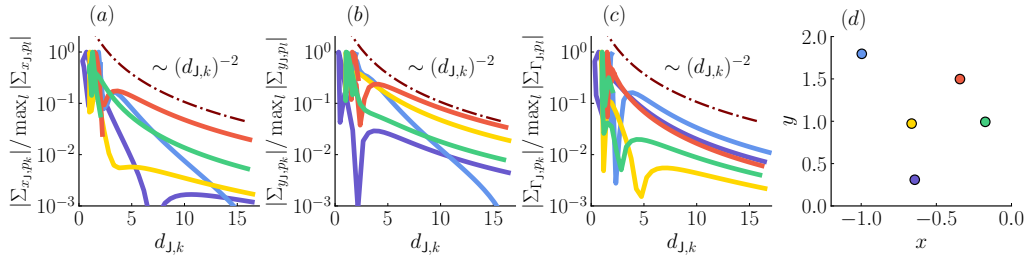 (a)
|Σ_{x_J,p_k}| / max_l |Σ_{x_J,p_l}|
10^0
10^{-1}
10^{-2}
10^{-3}
∼ (d_{J,k})^{-2}
0 5 10 15
d_{J,k}
(b)
|Σ_{y_J,p_k}| / max_l |Σ_{y_J,p_l}|
10^0
10^{-1}
10^{-2}
10^{-3}
∼ (d_{J,k})^{-2}
0 5 10 15
d_{J,k}
(c)
|Σ_{Γ_J,p_k}| / max_l |Σ_{Γ_J,p_l}|
10^0
10^{-1}
10^{-2}
10^{-3}
∼ (d_{J,k})^{-2}
0 5 10 15
d_{J,k}
(d)
y
2.0
1.5
1.0
0.5
0.0
−1.0 −0.5 0.0
x